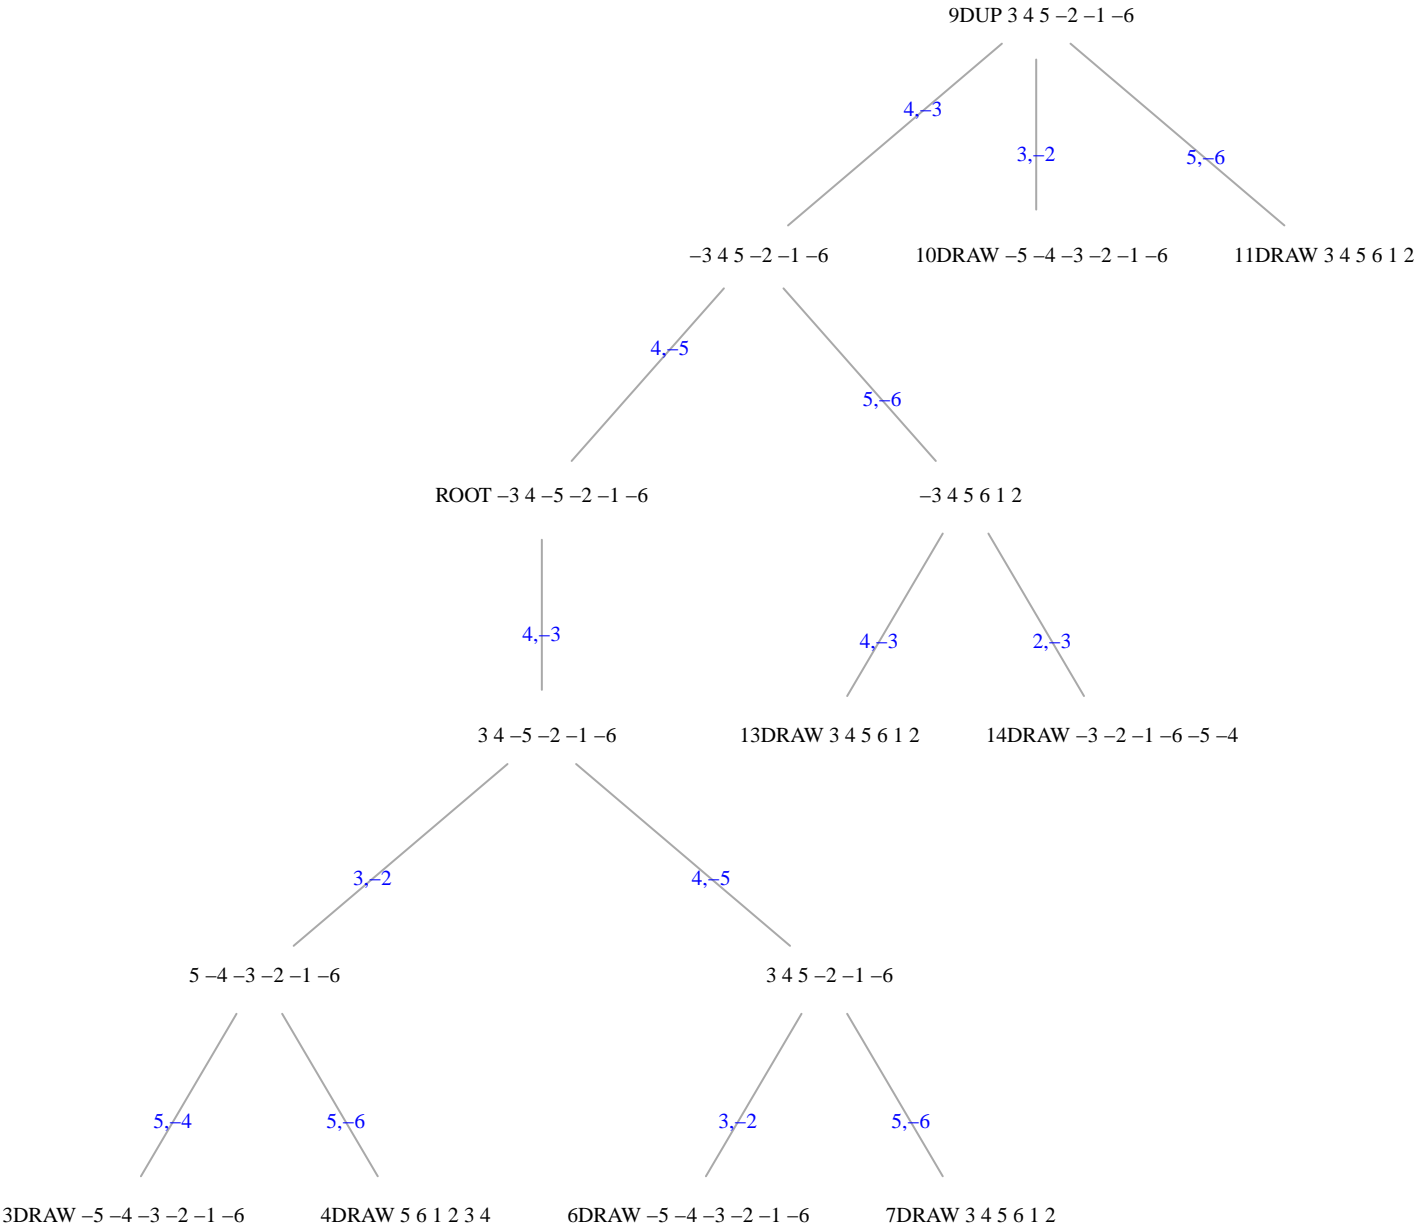 9DUP 3 4 5 –2 –1 –6
4,–3
3,–2
5,–6
–3 4 5 –2 –1 –6
10DRAW –5 –4 –3 –2 –1 –6
11DRAW 3 4 5 6 1 2
4,–5
5,–6
ROOT –3 4 –5 –2 –1 –6
–3 4 5 6 1 2
4,–3
4,–3
2,–3
3 4 –5 –2 –1 –6
13DRAW 3 4 5 6 1 2
14DRAW –3 –2 –1 –6 –5 –4
3,–2
4,–5
5 –4 –3 –2 –1 –6
3 4 5 –2 –1 –6
5,–4
5,–6
3,–2
5,–6
3DRAW –5 –4 –3 –2 –1 –6
4DRAW 5 6 1 2 3 4
6DRAW –5 –4 –3 –2 –1 –6
7DRAW 3 4 5 6 1 2